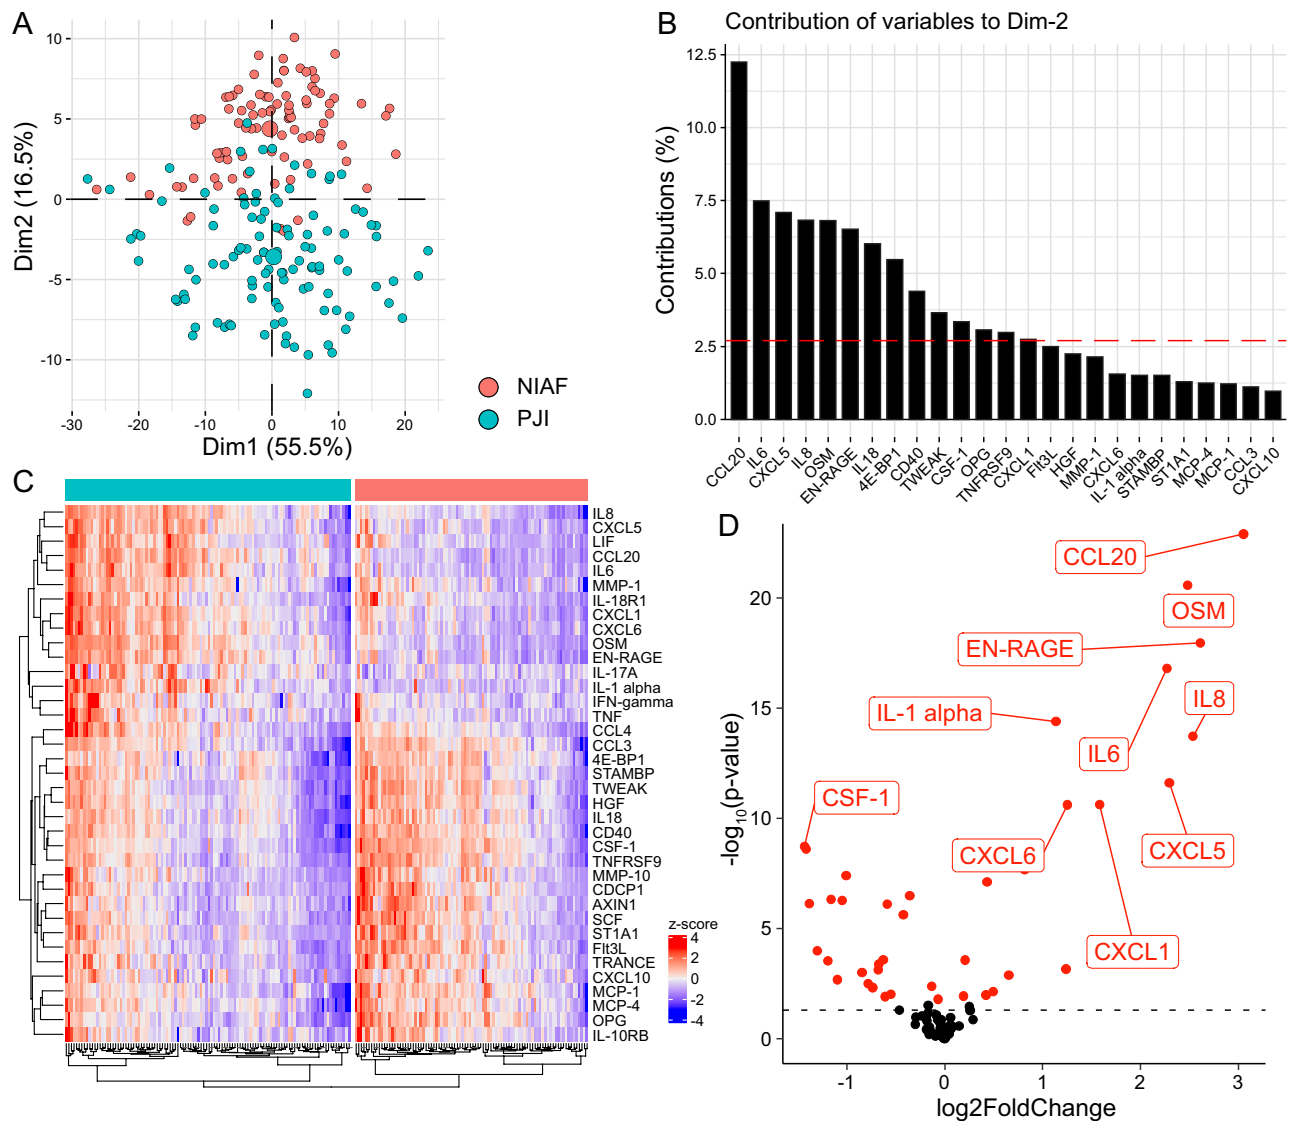 A
10
5
0
-5
-10
Dim2 (16.5%)
-30
-20
-10
0
10
20
Dim1 (55.5%)
NIAF
PJI
B
Contribution of variables to Dim-2
12.5
10.0
7.5
5.0
2.5
0.0
Contributions (%)
CCL20
IL6
CXCL5
IL8
OSM
EN-RAGE
IL18
4E-BP1
CD40
TWEAK
CSF-1
OPG
TNFRSF9
CXCL1
Flt3L
HGF
MMP-1
CXCL6
IL-1 alpha
STAMBP
ST1A1
MCP-4
MCP-1
CCL3
CXCL10
C
IL8
CXCL5
LIF
CCL20
IL6
MMP-1
IL-18R1
CXCL1
CXCL6
OSM
EN-RAGE
IL-17A
IL-1 alpha
IFN-gamma
TNF
CCL4
CCL3
4E-BP1
STAMBP
TWEAK
HGF
IL18
CD40
CSF-1
TNFRSF9
MMP-10
CDCP1
AXIN1
SCF
ST1A1
Flt3L
TRANCE
CXCL10
MCP-1
MCP-4
OPG
IL-10RB
z-score
4
2
0
-2
-4
D
CCL20
OSM
EN-RAGE
IL8
IL-1 alpha
IL6
CSF-1
CXCL6
CXCL5
CXCL1
20
15
10
5
0
-log10(p-value)
-1
0
1
2
3
log2FoldChange